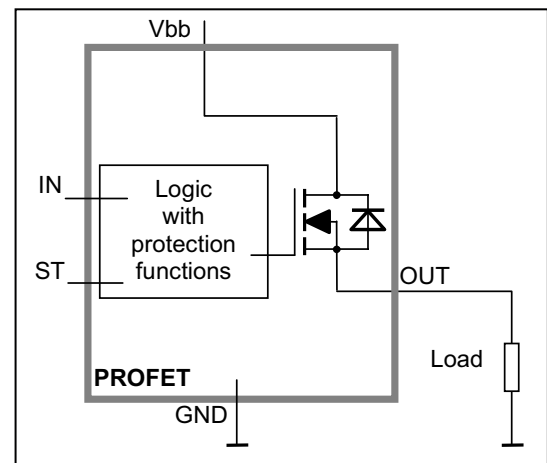 Vbb
IN
Logic
with
protection
functions
ST
OUT
Load
PROFET
GND